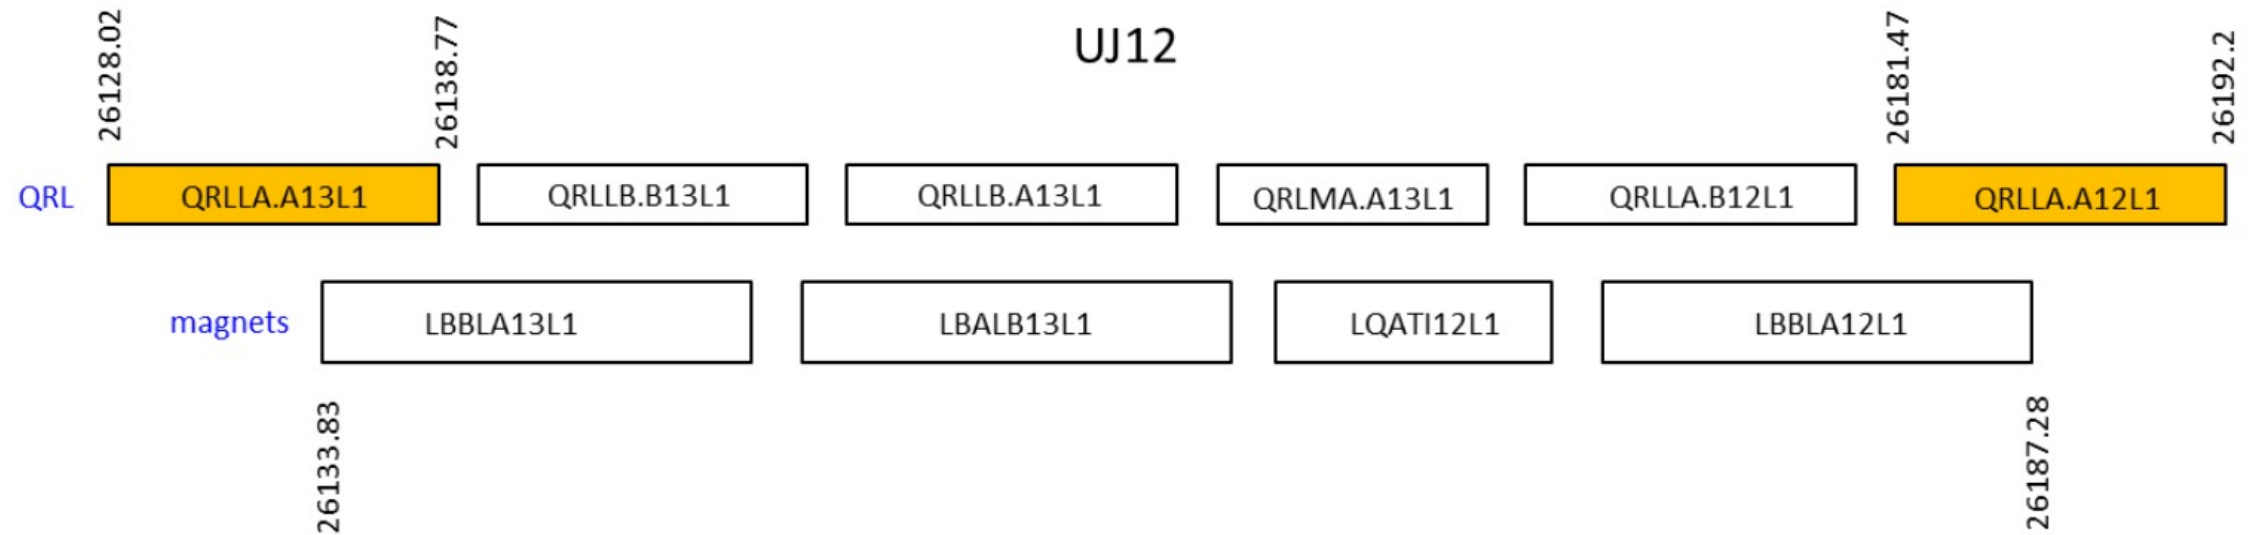 UJ12
26128.02
26138.77
26181.47
26192.2
QRL
QRLLA.A13L1
QRLLB.B13L1
QRLLB.A13L1
QRLMA.A13L1
QRLLA.B12L1
QRLLA.A12L1
magnets
LBBLA13L1
LBALB13L1
LQATI12L1
LBBLA12L1
26133.83
26187.28